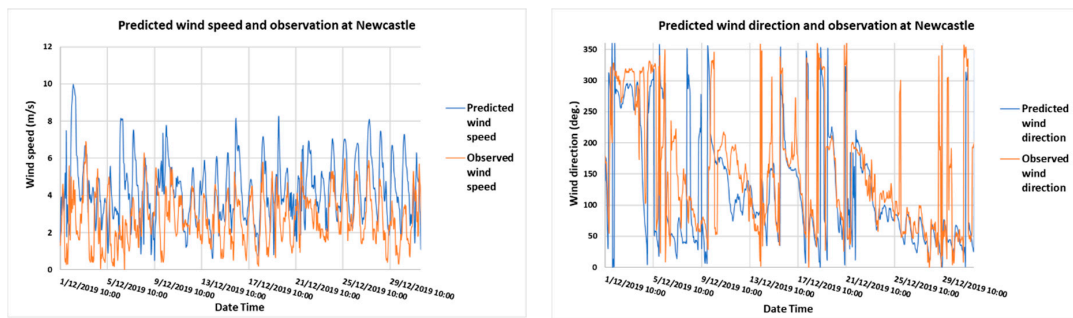 Predicted wind speed and observation at Newcastle
12
10
8
6
4
2
0
Wind speed (m/s)
1/12/2019 10:00
5/12/2019 10:00
9/12/2019 10:00
13/12/2019 10:00
17/12/2019 10:00
21/12/2019 10:00
25/12/2019 10:00
29/12/2019 10:00
Date Time
Predicted
wind
speed
Observed
wind
speed
Predicted wind direction and observation at Newcastle
350
300
250
200
150
100
50
0
Wind direction (deg.)
1/12/2019 10:00
5/12/2019 10:00
9/12/2019 10:00
13/12/2019 10:00
17/12/2019 10:00
21/12/2019 10:00
25/12/2019 10:00
29/12/2019 10:00
Date Time
Predicted
wind
direction
Observed
wind
direction